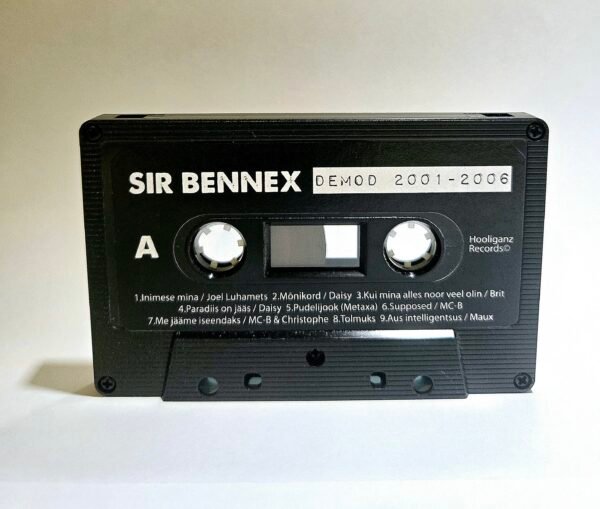 SIR BENNEX DEMOD 2001-2006
A
Hooliganz
Records©
1.Inimese mina / Joel Luhamets 2.Mõnikord / Daisy 3.Kui mina alles noor veel olin / Brit
4.Paradiis on jääs / Daisy 5.Pudelijook (Metaxa) 6.Supposed / MC-B
7.Me jääme iseendaks / MC-B & Christophe 8.Tolmuks 9.Aus intelligentsus / Maux